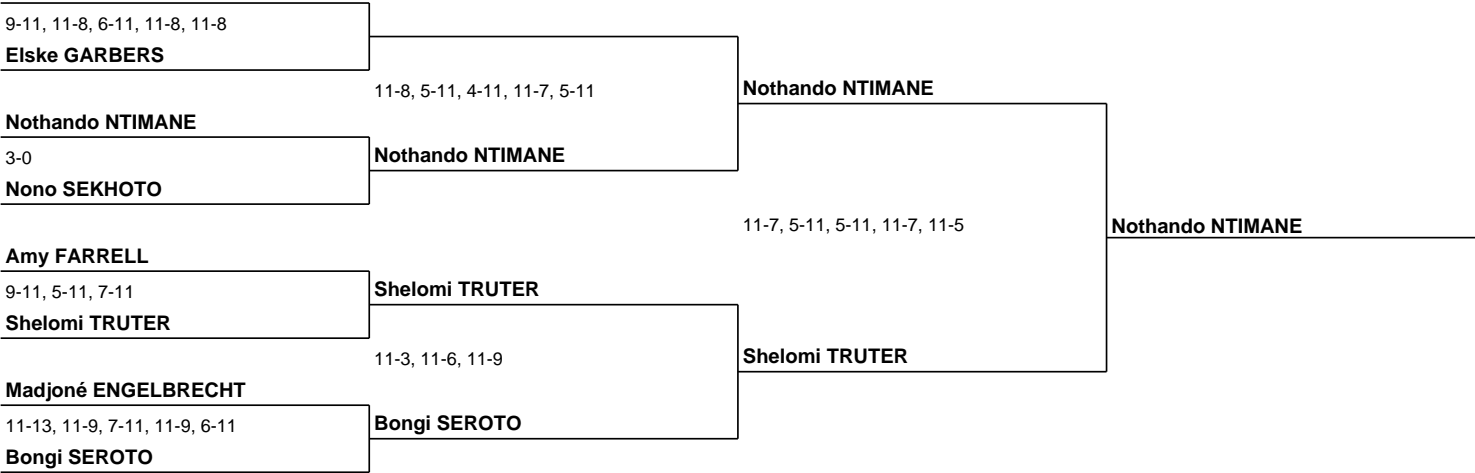 9-11, 11-8, 6-11, 11-8, 11-8
Elske GARBERS
11-8, 5-11, 4-11, 11-7, 5-11
Nothando NTIMANE
Nothando NTIMANE
3-0
Nothando NTIMANE
Nono SEKHOTO
11-7, 5-11, 5-11, 11-7, 11-5
Nothando NTIMANE
Amy FARRELL
9-11, 5-11, 7-11
Shelomi TRUTER
Shelomi TRUTER
11-3, 11-6, 11-9
Shelomi TRUTER
Madjoné ENGELBRECHT
11-13, 11-9, 7-11, 11-9, 6-11
Bongi SEROTO
Bongi SEROTO